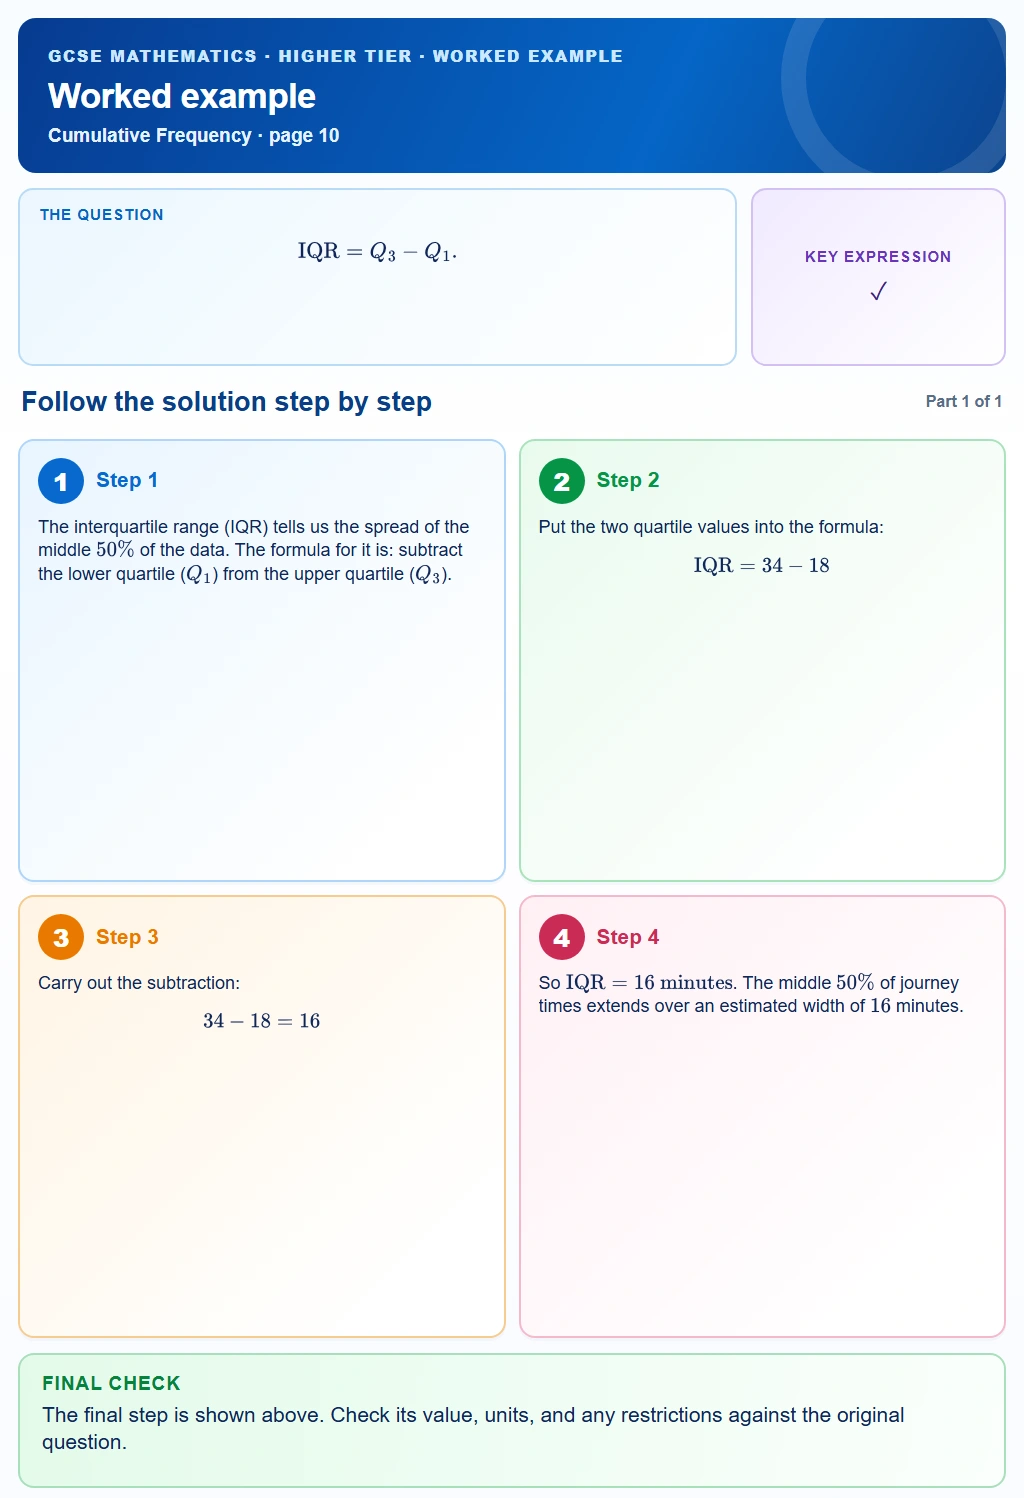 GCSE MATHEMATICS · HIGHER TIER · WORKED EXAMPLE
Worked example
Cumulative Frequency · page 10
THE QUESTION
IQR = Q₃ − Q₁.
KEY EXPRESSION
✓
Follow the solution step by step
Part 1 of 1
1 Step 1
The interquartile range (IQR) tells us the spread of the
middle 50% of the data. The formula for it is: subtract
the lower quartile (Q₁) from the upper quartile (Q₃).
2 Step 2
Put the two quartile values into the formula:
IQR = 34 − 18
3 Step 3
Carry out the subtraction:
34 − 18 = 16
4 Step 4
So IQR = 16 minutes. The middle 50% of journey
times extends over an estimated width of 16 minutes.
FINAL CHECK
The final step is shown above. Check its value, units, and any restrictions against the original
question.